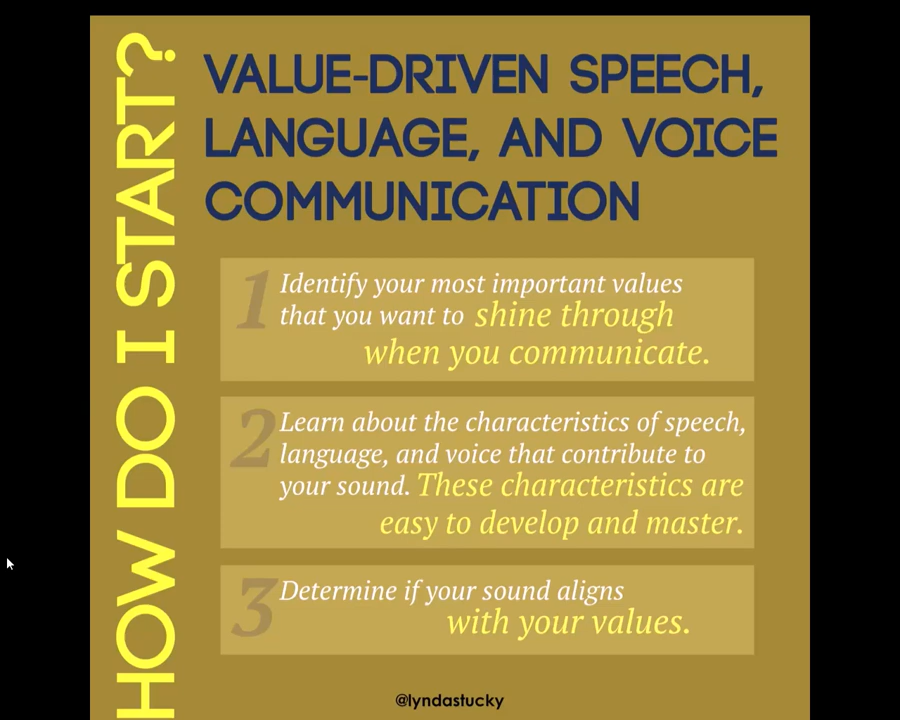 HOW DO I START?
VALUE-DRIVEN SPEECH,
LANGUAGE, AND VOICE
COMMUNICATION
1
Identify your most important values
that you want to shine through
when you communicate.
2
Learn about the characteristics of speech,
language, and voice that contribute to
your sound. These characteristics are
easy to develop and master.
3
Determine if your sound aligns
with your values.
@lyndastucky